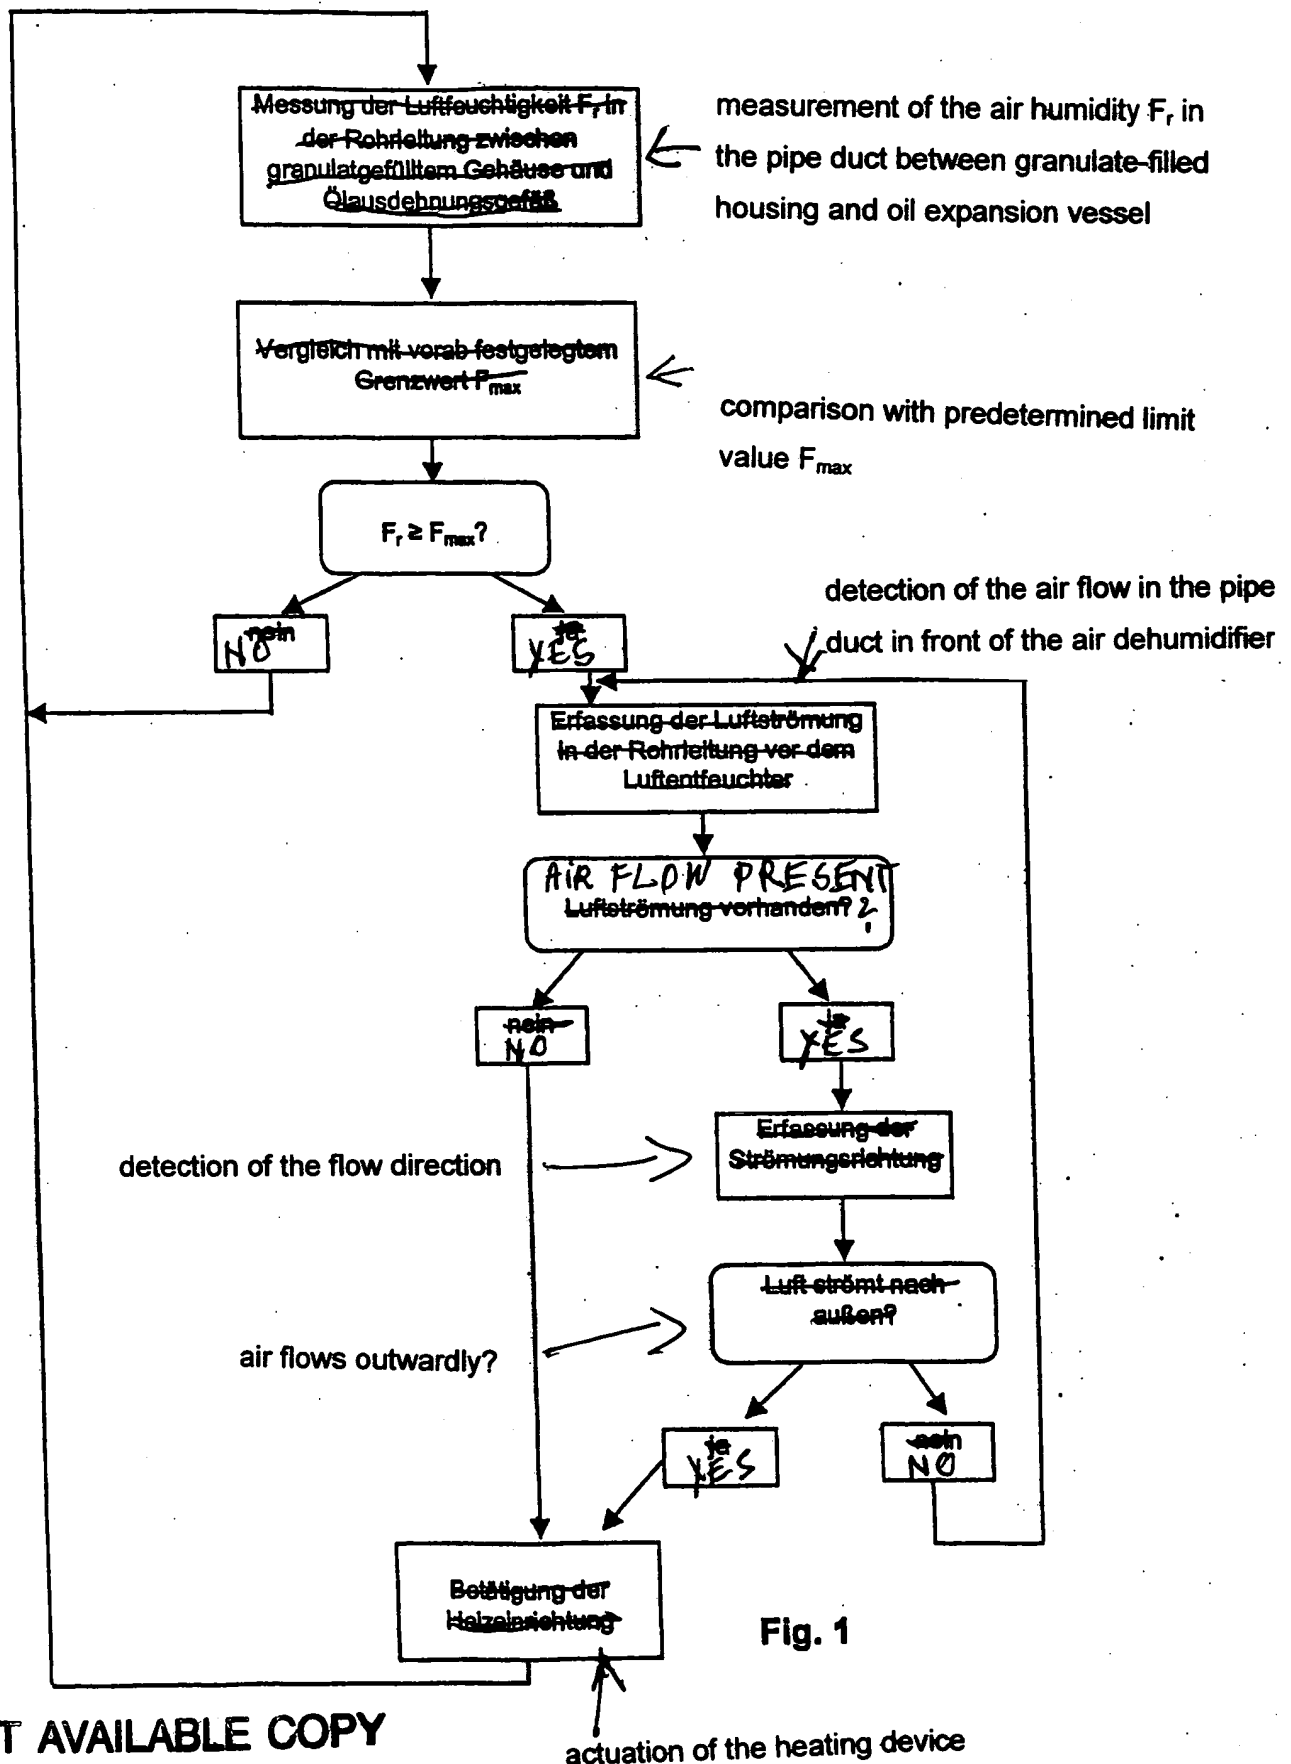 Messung der Luftfeuchtigkeit Fr in
der Rohrleitung zwischen
granulatgefülltem Gehäuse und
Ölausdehnungsgefäß
measurement of the air humidity Fr in
the pipe duct between granulate-filled
housing and oil expansion vessel
Vergleich mit vorab festgelegtem
Grenzwert Fmax
comparison with predetermined limit
value Fmax
Fr ≥ Fmax?
nein
NO
ja
YES
detection of the air flow in the pipe
duct in front of the air dehumidifier
Erfassung der Luftströmung
in der Rohrleitung vor dem
Luftentfeuchter
AIR FLOW PRESENT
Luftströmung vorhanden? ?
nein
NO
ja
YES
Erfassung der
Strömungsrichtung
detection of the flow direction
Luft strömt nach
außen?
air flows outwardly?
ja
YES
nein
NO
Betätigung der
Heizeinrichtung
Fig. 1
T AVAILABLE COPY
actuation of the heating device